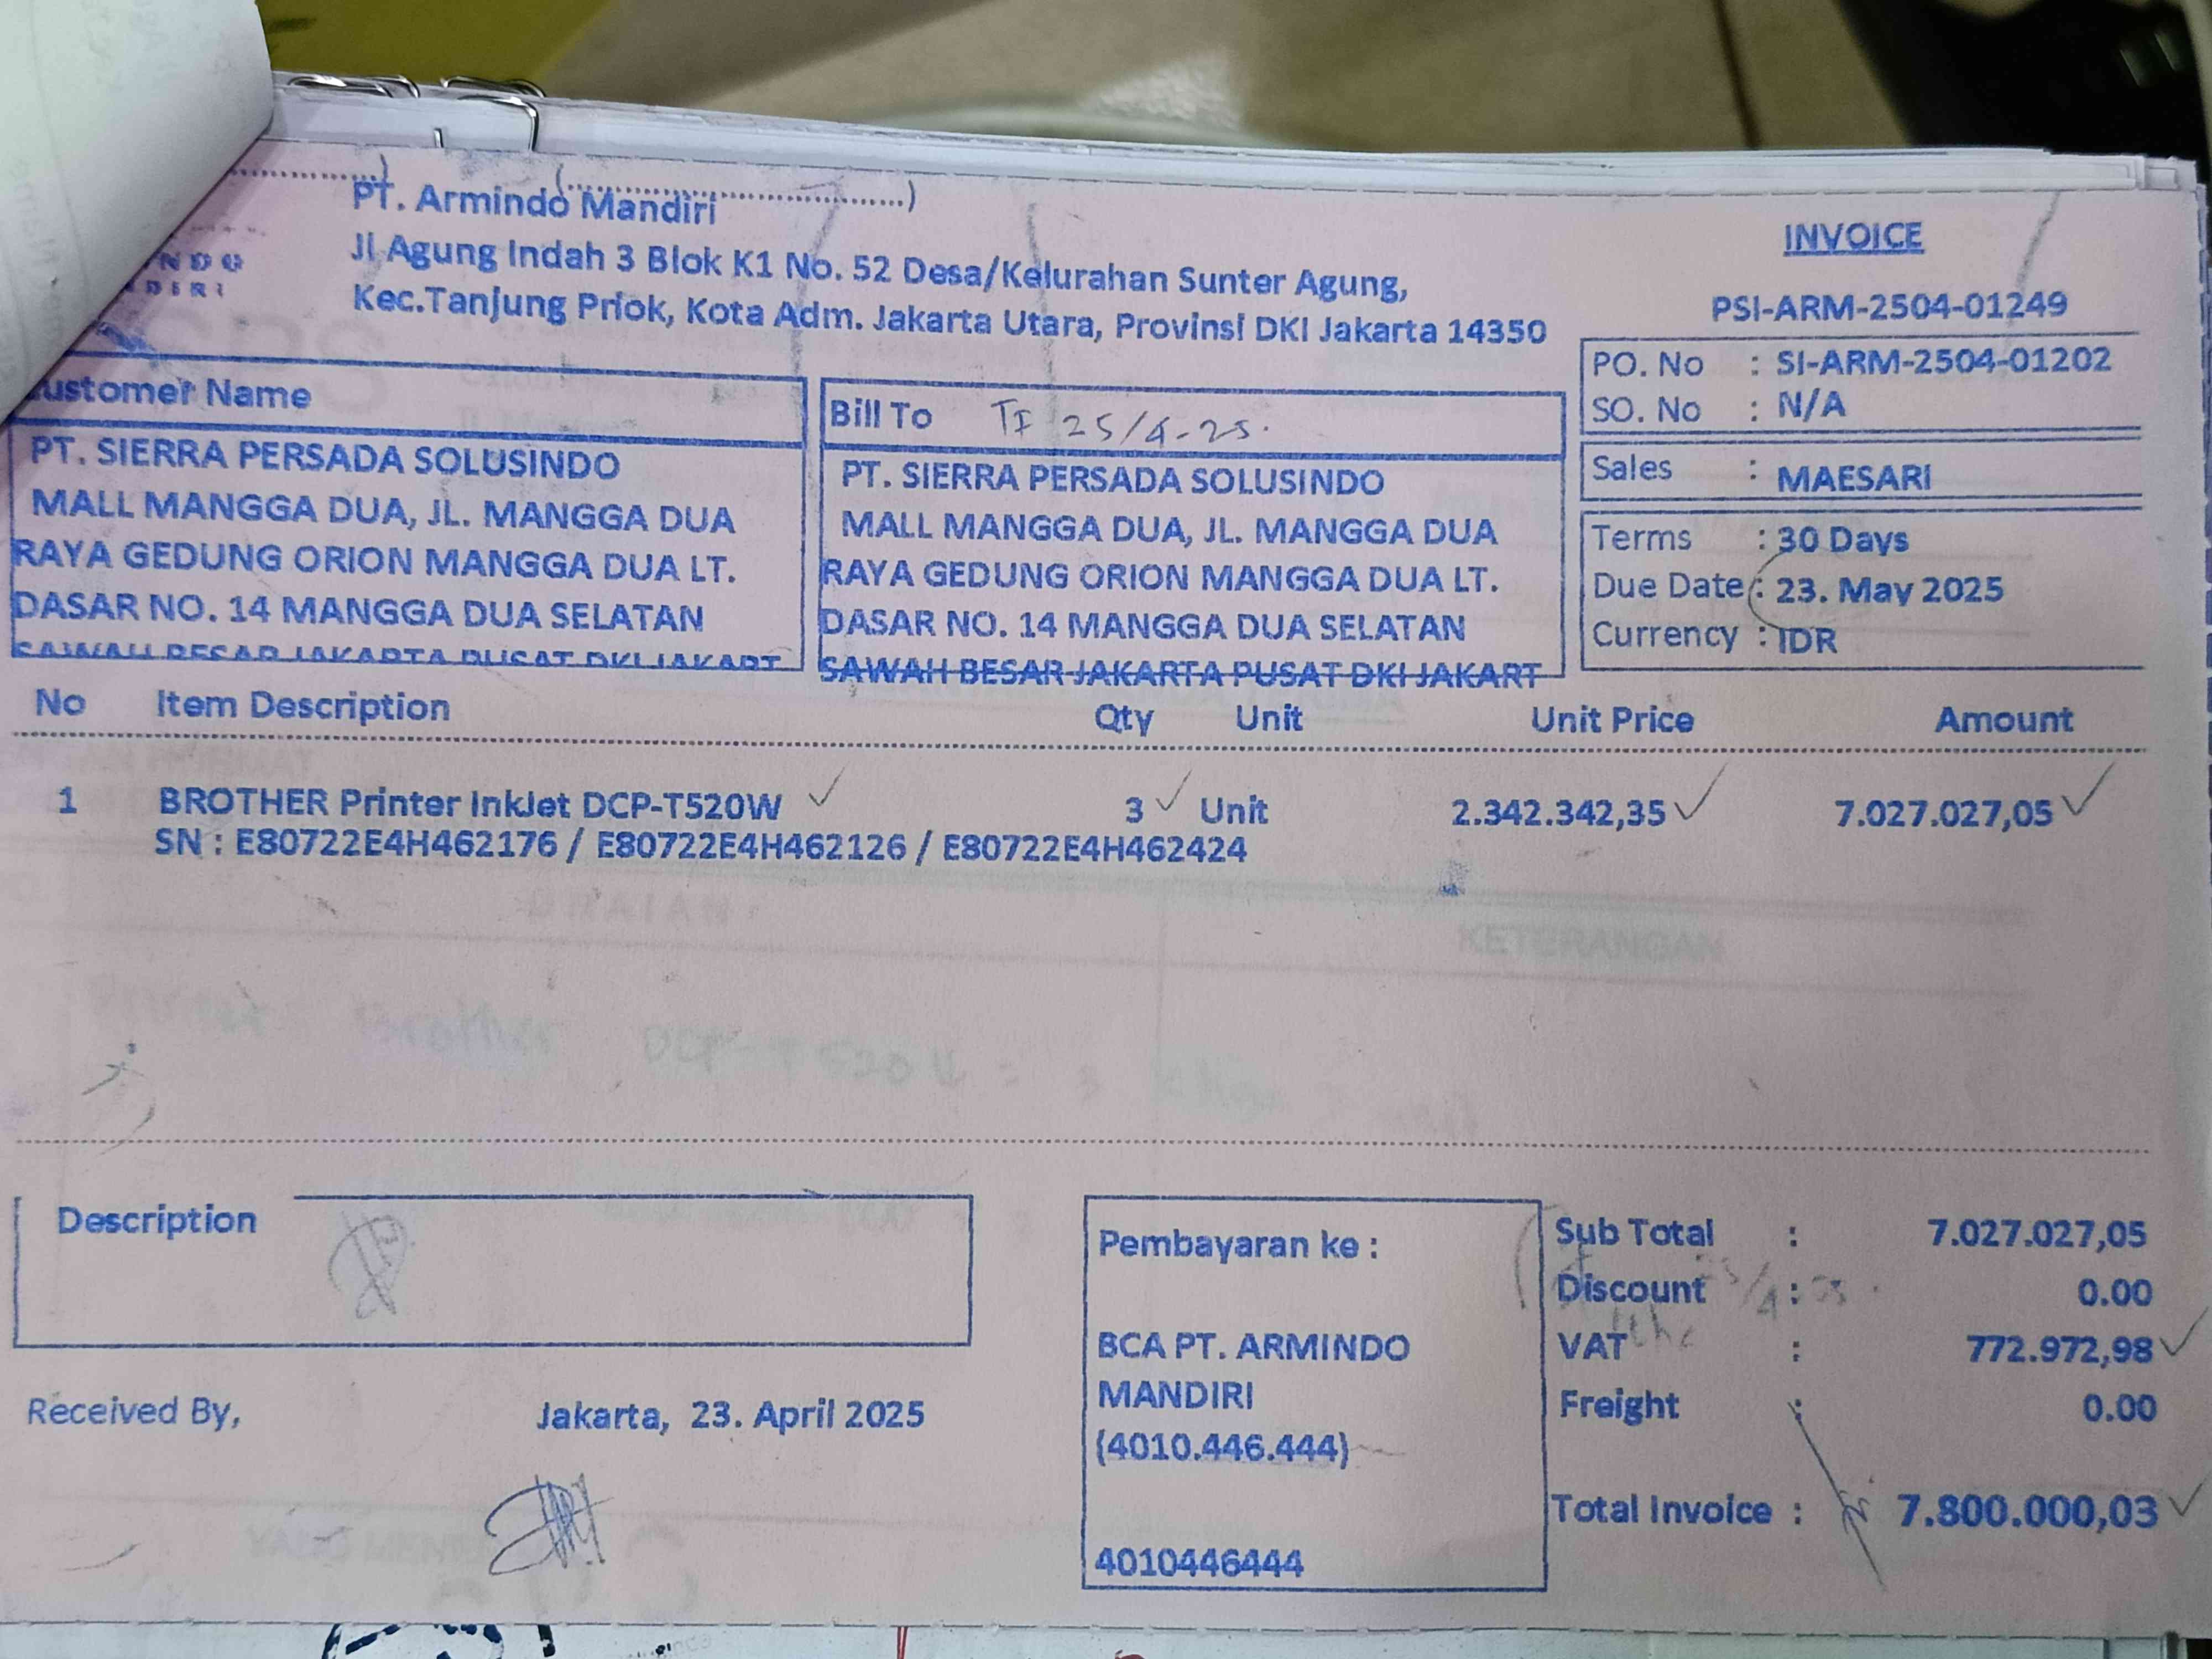 PT. Armindo Mandiri
Jl Agung Indah 3 Blok K1 No. 52 Desa/Kelurahan Sunter Agung,
Kec.Tanjung Priok, Kota Adm. Jakarta Utara, Provinsi DKI Jakarta 14350
INVOICE
PSI-ARM-2504-01249
PO. No : SI-ARM-2504-01202
SO. No : N/A
Sales : MAESARI
Terms : 30 Days
Due Date : 23. May 2025
Currency : IDR
ustomer Name
PT. SIERRA PERSADA SOLUSINDO
MALL MANGGA DUA, JL. MANGGA DUA
RAYA GEDUNG ORION MANGGA DUA LT.
DASAR NO. 14 MANGGA DUA SELATAN
SAWAH BESAR JAKARTA PUSAT DKI JAKART
Bill To 25/4-25.
PT. SIERRA PERSADA SOLUSINDO
MALL MANGGA DUA, JL. MANGGA DUA
RAYA GEDUNG ORION MANGGA DUA LT.
DASAR NO. 14 MANGGA DUA SELATAN
SAWAH BESAR JAKARTA PUSAT DKI JAKART
No Item Description Qty Unit Unit Price Amount
1 BROTHER Printer InkJet DCP-T520W 3 Unit 2.342.342,35 7.027.027,05
SN : E80722E4H462176 / E80722E4H462126 / E80722E4H462424
URAIAN
KETERANGAN
Description
Received By,
Jakarta, 23. April 2025
Pembayaran ke :
BCA PT. ARMINDO
MANDIRI
(4010.446.444)
4010446444
Sub Total : 7.027.027,05
Discount : 0.00
VAT : 772.972,98
Freight : 0.00
Total Invoice : 7.800.000,03